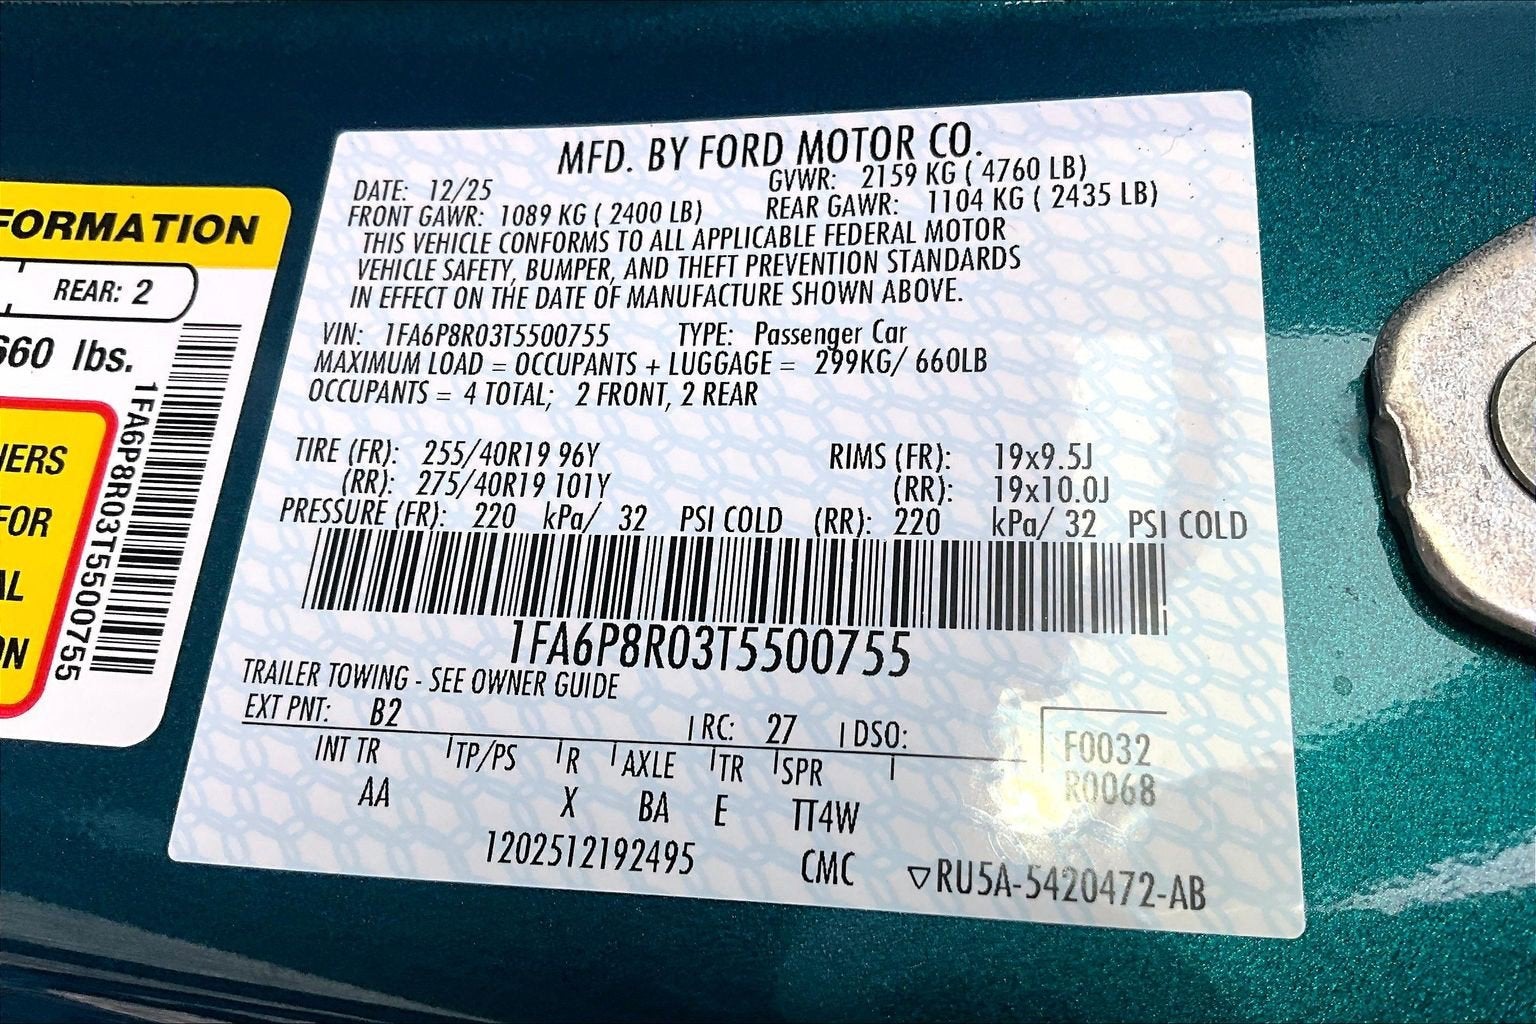 FORMATION
REAR: 2
660 lbs.
1FA6P8R03T5500755
HERS
FOR
AL
ON
MFD. BY FORD MOTOR CO.
DATE: 12/25 GVWR: 2159 KG ( 4760 LB)
FRONT GAWR: 1089 KG ( 2400 LB) REAR GAWR: 1104 KG ( 2435 LB)
THIS VEHICLE CONFORMS TO ALL APPLICABLE FEDERAL MOTOR
VEHICLE SAFETY, BUMPER, AND THEFT PREVENTION STANDARDS
IN EFFECT ON THE DATE OF MANUFACTURE SHOWN ABOVE.
VIN: 1FA6P8R03T5500755 TYPE: Passenger Car
MAXIMUM LOAD = OCCUPANTS + LUGGAGE = 299KG/ 660LB
OCCUPANTS = 4 TOTAL; 2 FRONT, 2 REAR
TIRE (FR): 255/40R19 96Y RIMS (FR): 19x9.5J
(RR): 275/40R19 101Y (RR): 19x10.0J
PRESSURE (FR): 220 kPa/ 32 PSI COLD (RR): 220 kPa/ 32 PSI COLD
1FA6P8R03T5500755
TRAILER TOWING - SEE OWNER GUIDE
EXT PNT: B2 RC: 27 DSO:
F0032
R0068
INT TR TP/PS R AXLE TR SPR
AA X BA E TT4W
1202512192495 CMC ▽RU5A-5420472-AB